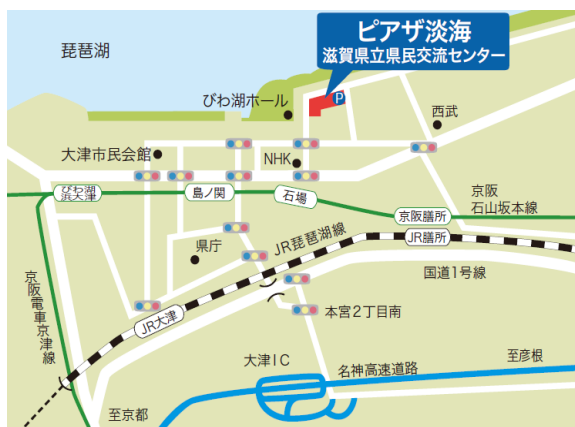 ピアザ淡海
滋賀県立県民交流センター
琵琶湖
びわ湖ホール
P
西武
大津市民会館
NHK
びわ湖
浜大津
島ノ関
石場
京阪
石山坂本線
京阪膳所
JR膳所
県庁
JR琵琶湖線
国道1号線
京阪電車京津線
JR大津
本宮2丁目南
大津IC
名神高速道路
至彦根
至京都